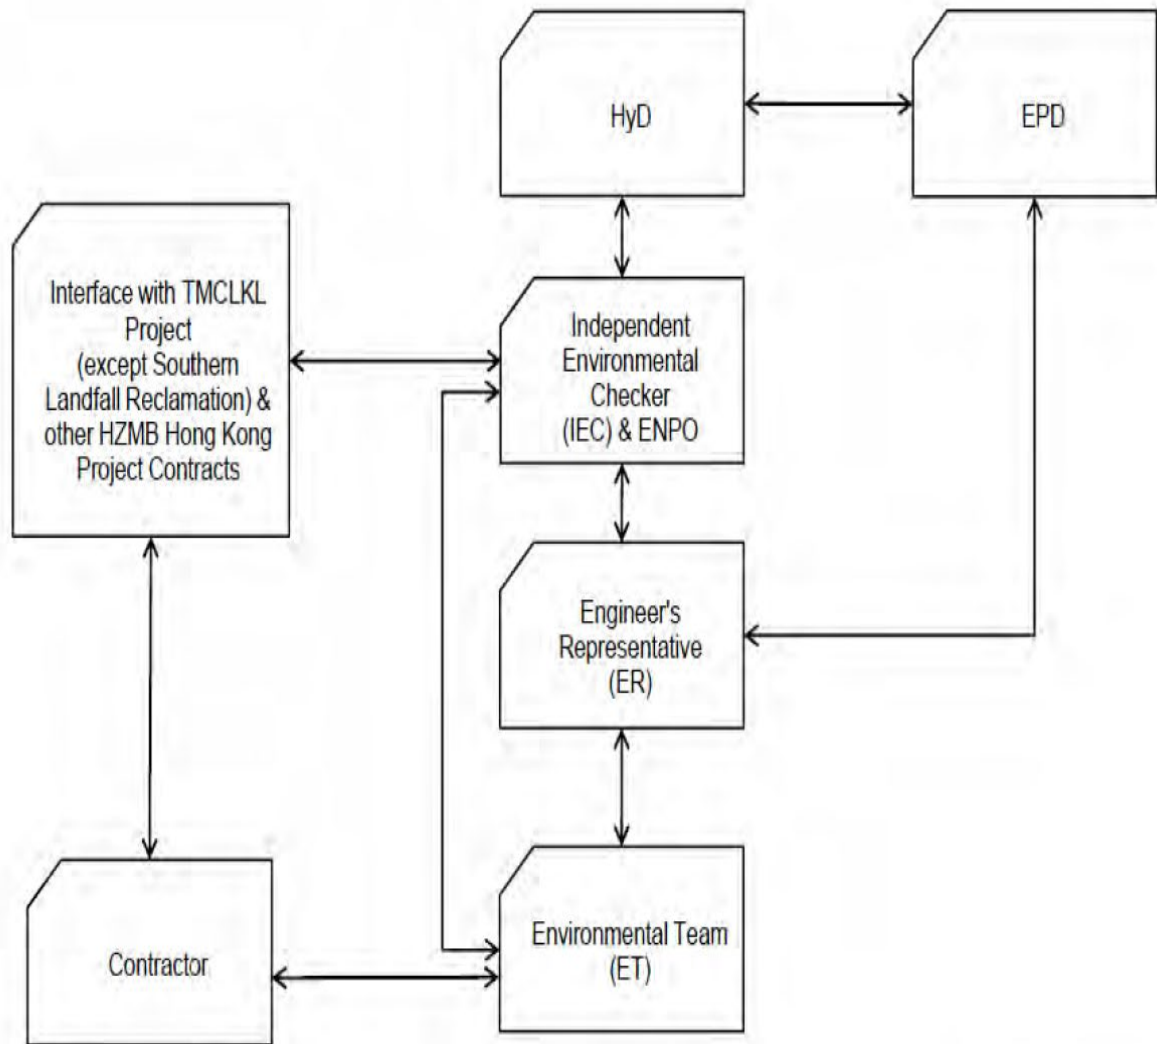 HyD
EPD
Interface with TMCLKL
Project
(except Southern
Landfall Reclamation) &
other HZMB Hong Kong
Project Contracts
Independent
Environmental
Checker
(IEC) & ENPO
Engineer's
Representative
(ER)
Contractor
Environmental Team
(ET)